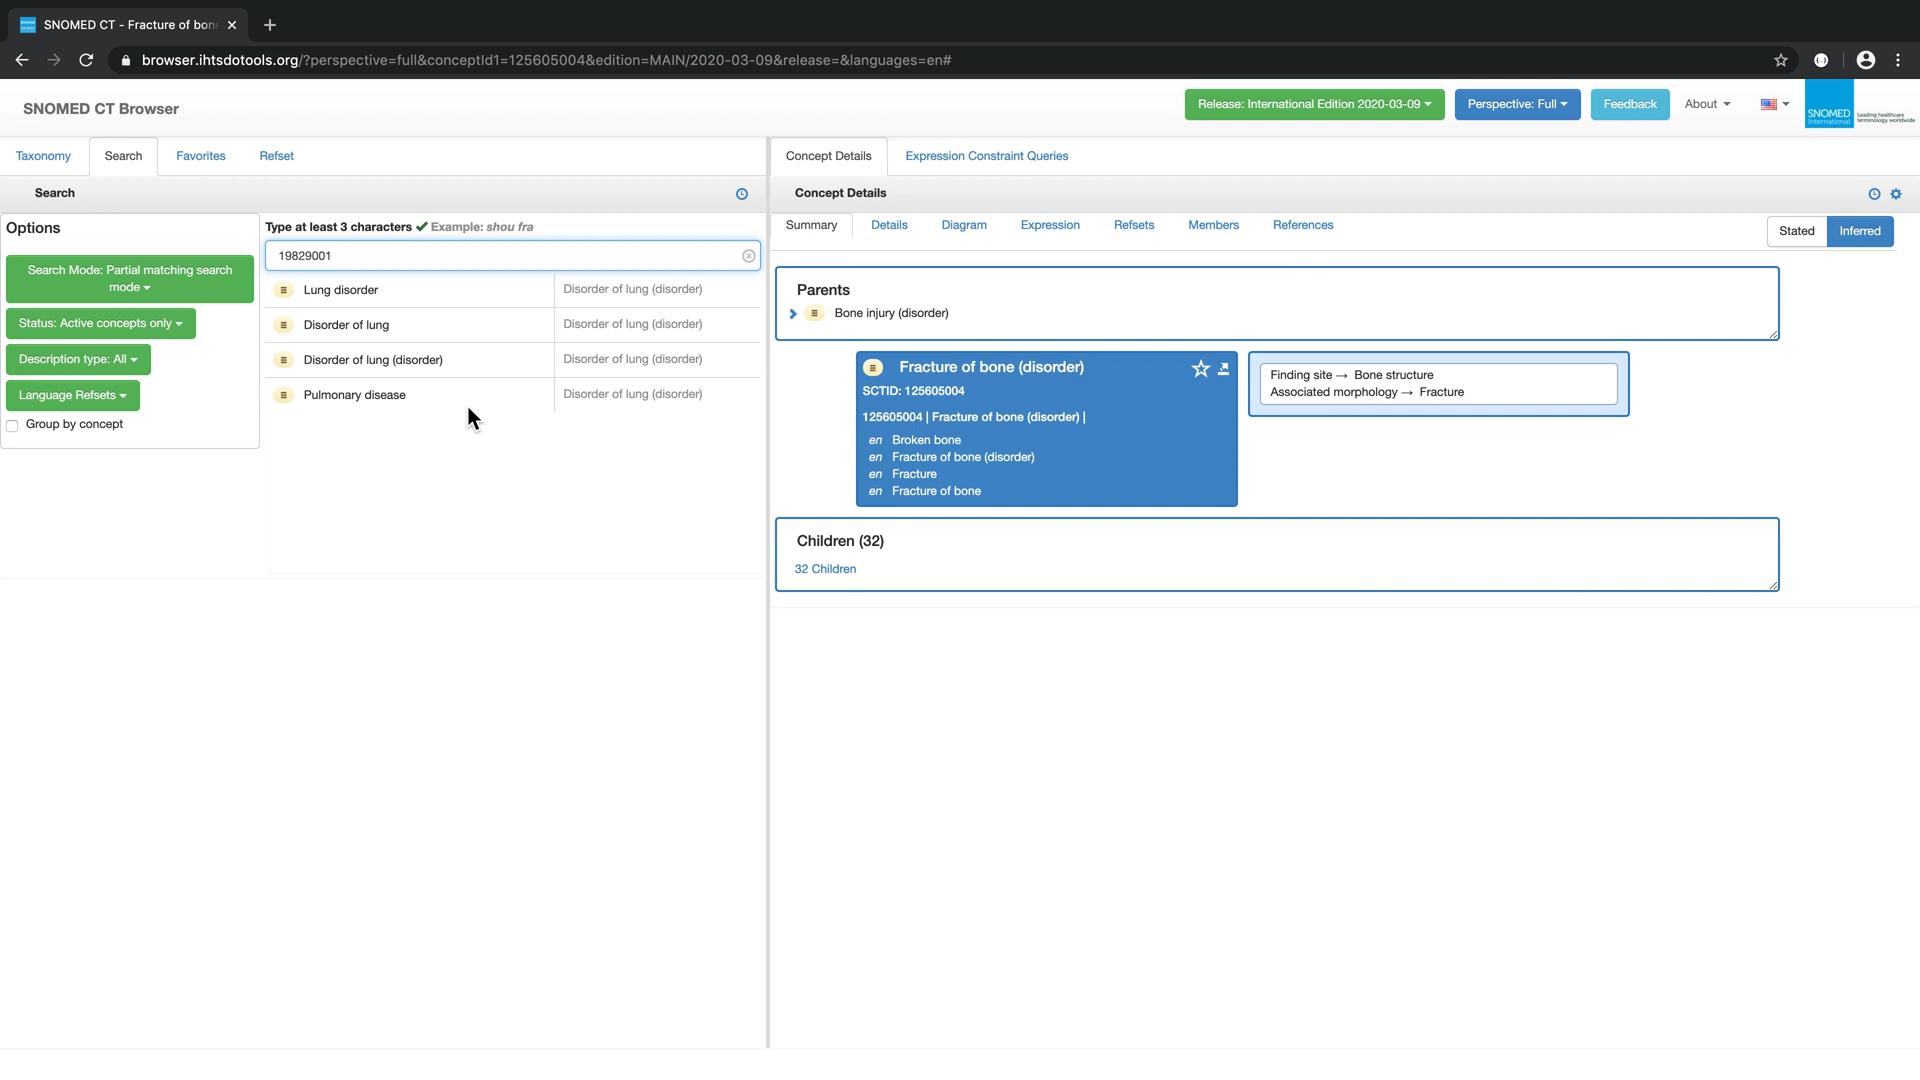 SNOMED CT - Fracture of bon
browser.ihtsdotools.org/?perspective=full&conceptId1=125605004&edition=MAIN/2020-03-09&release=&languages=en#
SNOMED CT Browser
Release: International Edition 2020-03-09
Perspective: Full
Feedback
About
SNOMED
International
Leading healthcare
terminology, worldwide
Taxonomy
Search
Favorites
Refset
Search
Options
Search Mode: Partial matching search
mode
Status: Active concepts only
Description type: All
Language Refsets
Group by concept
Type at least 3 characters ✔ Example: shou fra
19829001
Lung disorder Disorder of lung (disorder)
Disorder of lung Disorder of lung (disorder)
Disorder of lung (disorder) Disorder of lung (disorder)
Pulmonary disease Disorder of lung (disorder)
Concept Details
Expression Constraint Queries
Concept Details
Summary
Details
Diagram
Expression
Refsets
Members
References
Stated
Inferred
Parents
Bone injury (disorder)
Fracture of bone (disorder)
SCTID: 125605004
125605004 | Fracture of bone (disorder) |
en Broken bone
en Fracture of bone (disorder)
en Fracture
en Fracture of bone
Finding site → Bone structure
Associated morphology → Fracture
Children (32)
32 Children